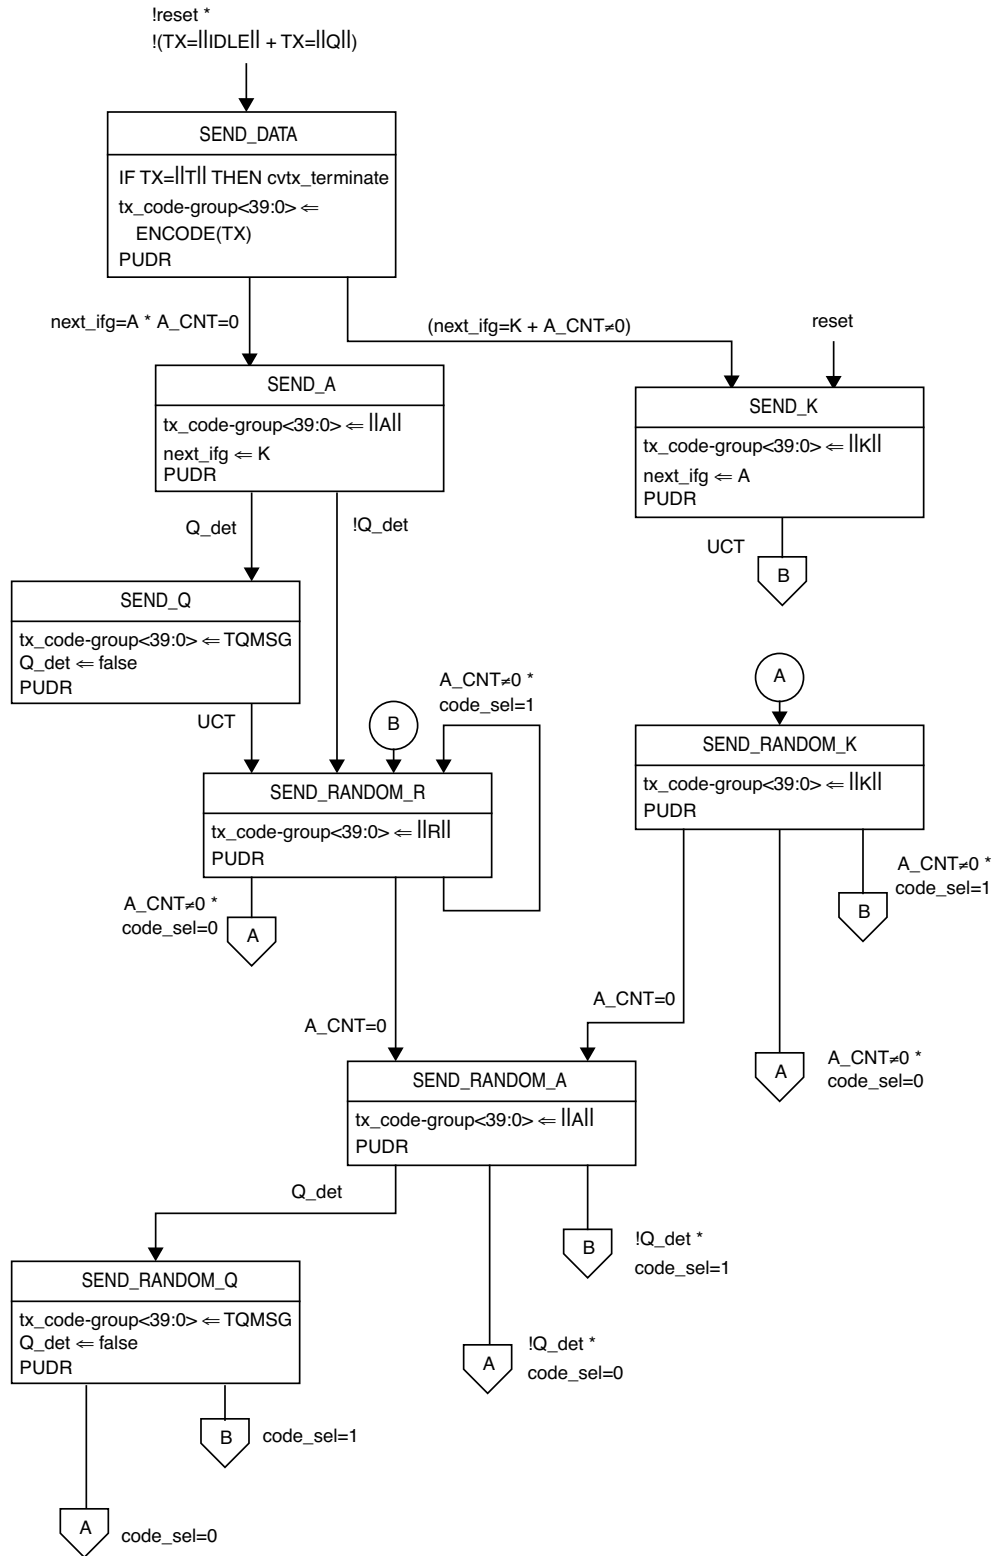 !reset *
!(TX=||IDLE|| + TX=||Q||)
SEND_DATA
IF TX=||T|| THEN cvtx_terminate
tx_code-group<39:0> ⇐
ENCODE(TX)
PUDR
next_ifg=A * A_CNT=0
(next_ifg=K + A_CNT≠0)
reset
SEND_A
tx_code-group<39:0> ⇐ ||A||
next_ifg ⇐ K
PUDR
SEND_K
tx_code-group<39:0> ⇐ ||K||
next_ifg ⇐ A
PUDR
Q_det
!Q_det
UCT
B
SEND_Q
tx_code-group<39:0> ⇐ TQMSG
Q_det ⇐ false
PUDR
UCT
B
A_CNT≠0 *
code_sel=1
A
SEND_RANDOM_R
tx_code-group<39:0> ⇐ ||R||
PUDR
SEND_RANDOM_K
tx_code-group<39:0> ⇐ ||K||
PUDR
A_CNT≠0 *
code_sel=0
A
A_CNT≠0 *
code_sel=1
B
A_CNT=0
A_CNT=0
A
A_CNT≠0 *
code_sel=0
SEND_RANDOM_A
tx_code-group<39:0> ⇐ ||A||
PUDR
Q_det
B
!Q_det *
code_sel=1
SEND_RANDOM_Q
tx_code-group<39:0> ⇐ TQMSG
Q_det ⇐ false
PUDR
A
!Q_det *
code_sel=0
B
code_sel=1
A
code_sel=0